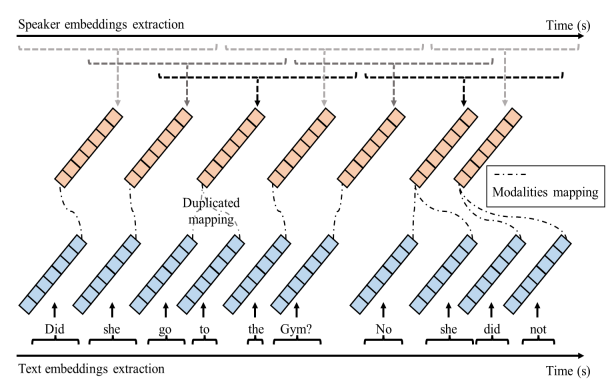 Speaker embeddings extraction Time (s)
Modalities mapping
Duplicated
mapping
Did she go to the Gym? No she did not
Text embeddings extraction Time (s)